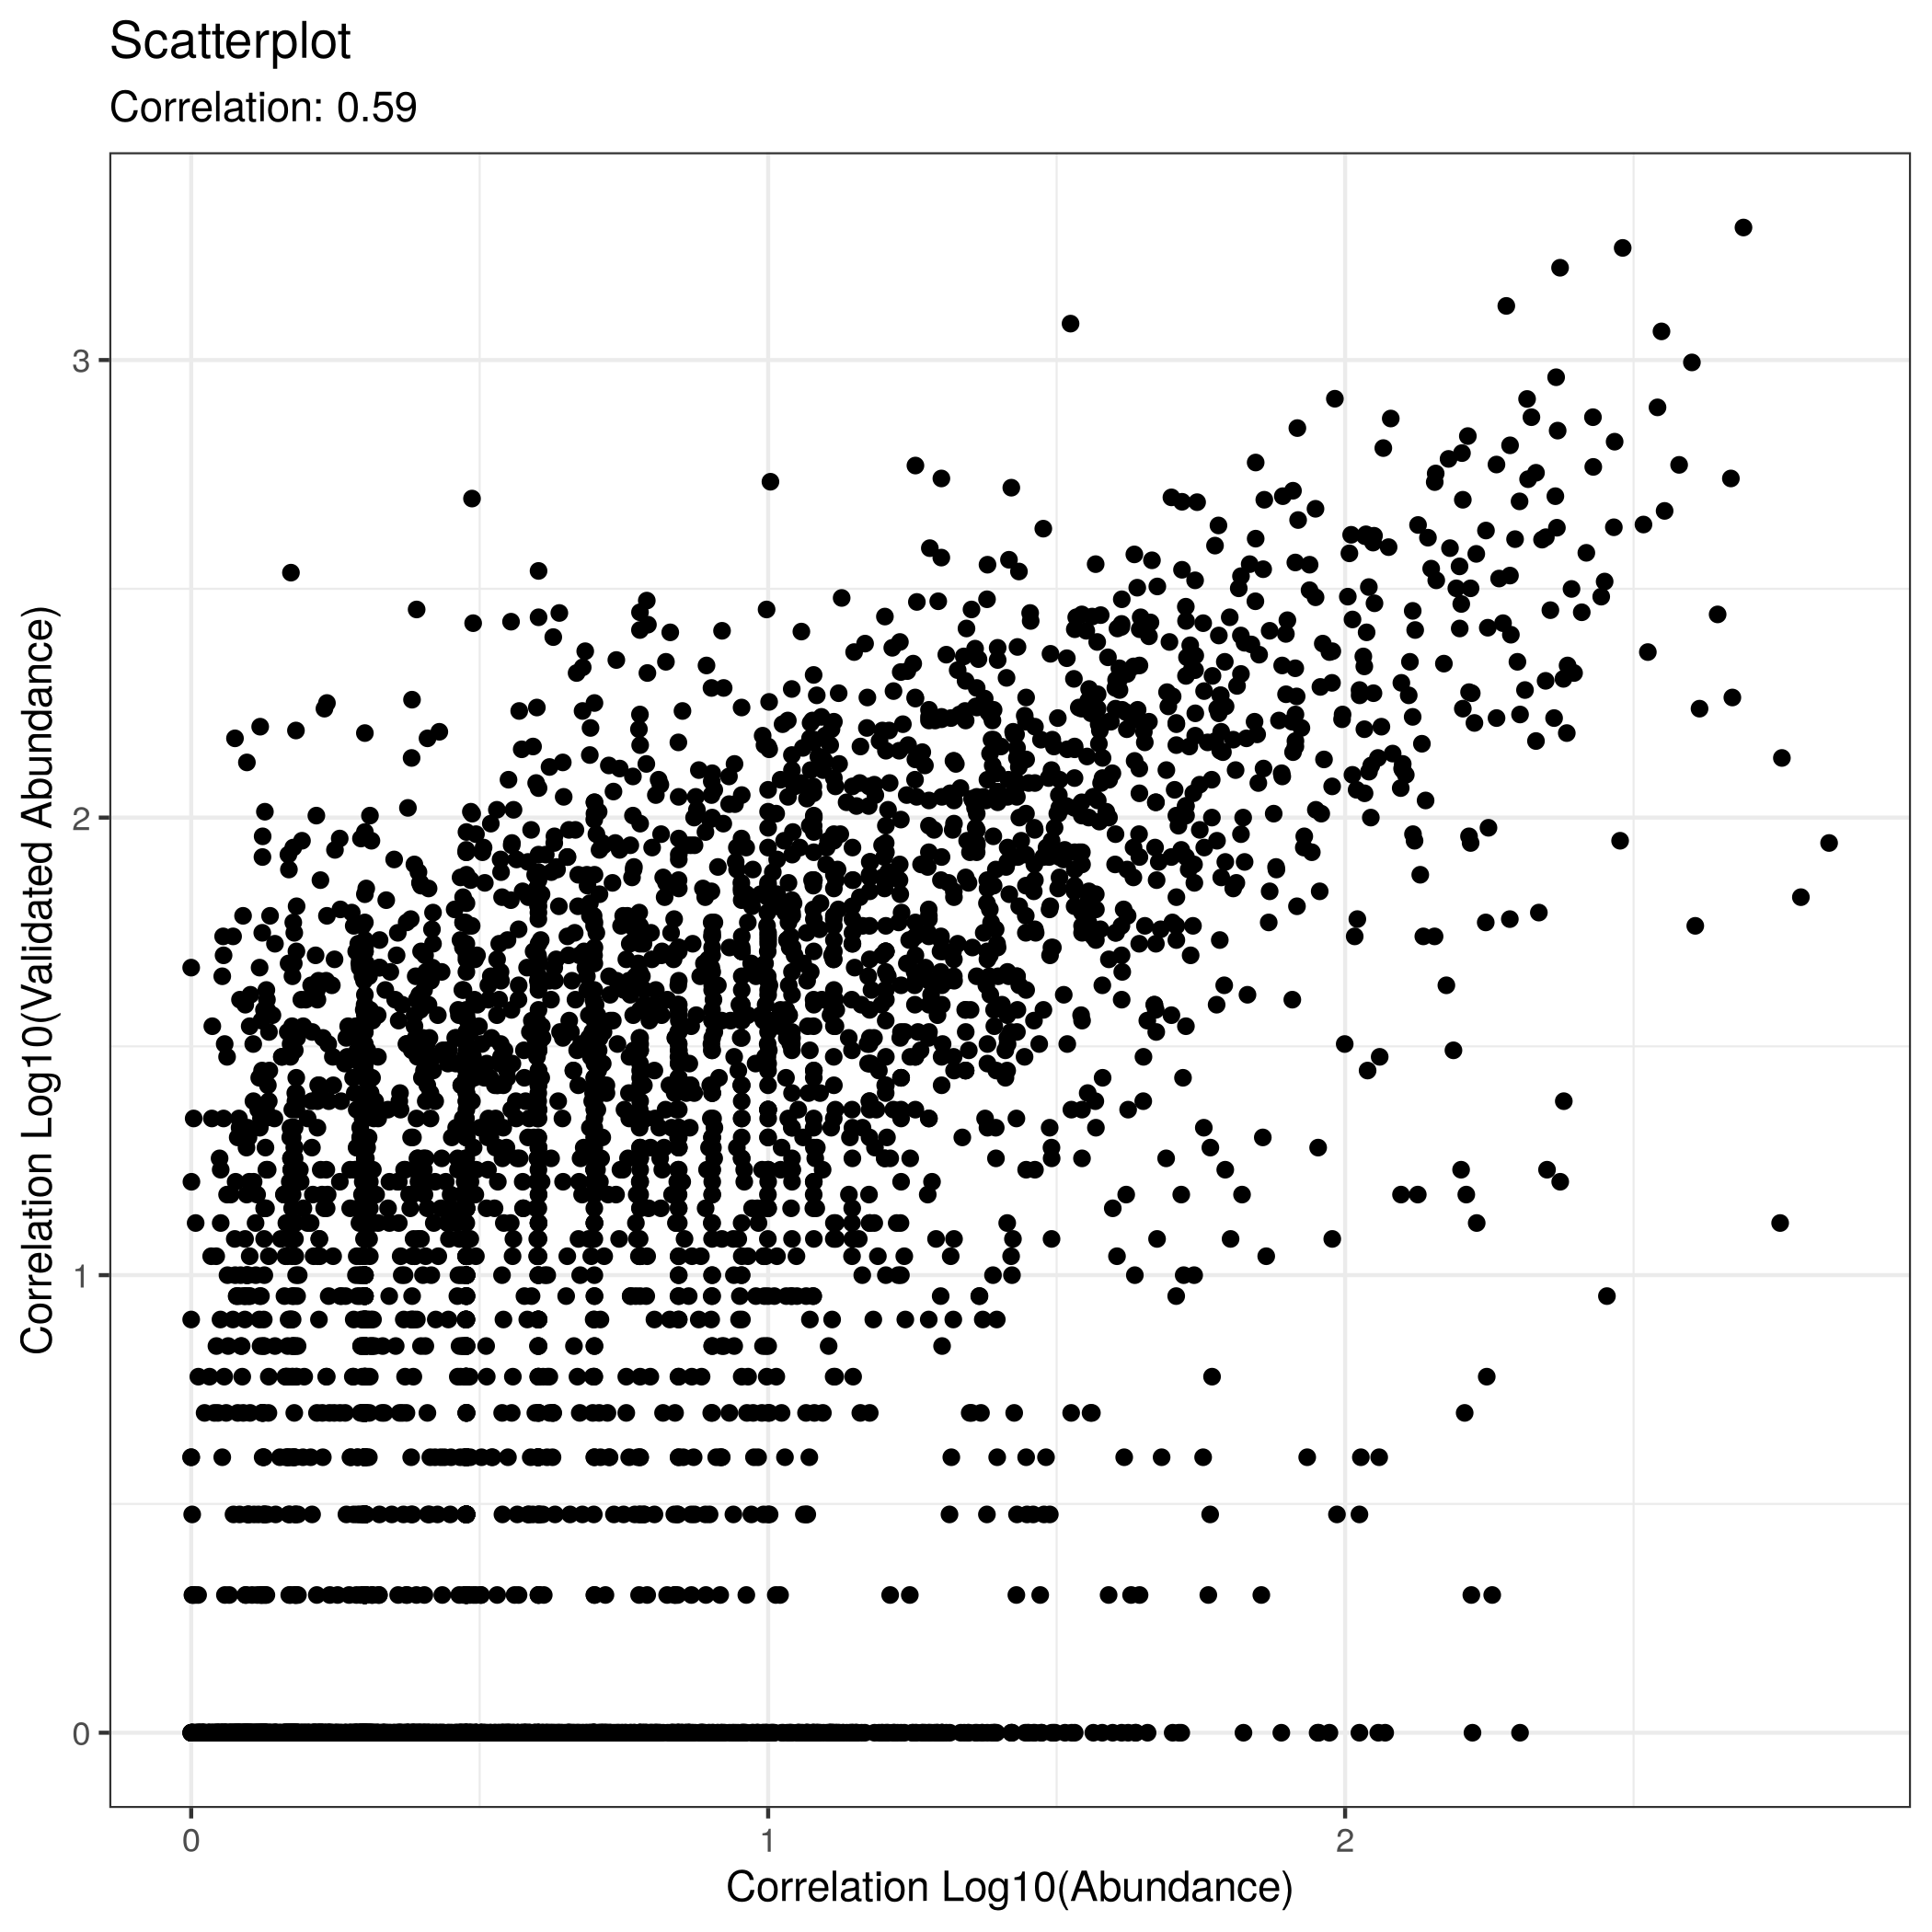 Scatterplot
Correlation: 0.59
Correlation Log10(Validated Abundance)
3
2
1
0
0
1
2
Correlation Log10(Abundance)